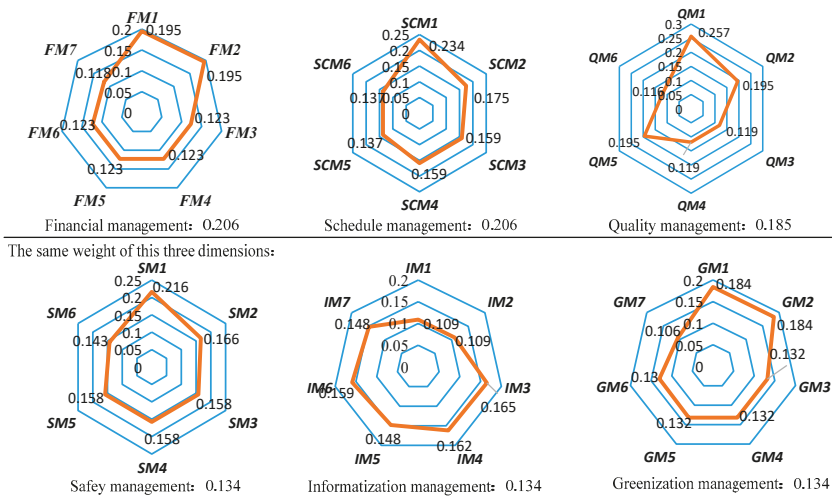 FM1
0.2
0.195
FM7
FM2
0.15
0.118
0.1
0.195
0.05
0
FM6
0.123
0.123
FM3
0.123
0.123
FM5
FM4
Financial management: 0.206
SCM1
0.25
0.234
0.2
SCM6
SCM2
0.15
0.1
0.137
0.05
0.175
0
0.137
0.159
SCM5
SCM3
0.159
SCM4
Schedule management: 0.206
QM1
0.3
0.257
0.25
QM6
0.2
QM2
0.15
0.1
0.116
0.05
0.195
0
0.195
0.119
QM5
0.119
QM3
QM4
Quality management: 0.185
The same weight of this three dimensions:
SM1
0.25
0.216
0.2
SM6
SM2
0.15
0.1
0.143
0.166
0.05
0
0.158
0.158
SM5
SM3
0.158
SM4
Safey management: 0.134
IM1
0.2
IM7
IM2
0.15
0.148
0.1
0.109
0.05
0.109
0
IM6
IM3
0.159
0.165
0.148
0.162
IM5
IM4
Informatization management: 0.134
GM1
0.2
0.184
GM7
GM2
0.15
0.184
0.106
0.1
0.05
0.132
0
GM6
0.13
GM3
0.132
0.132
GM5
GM4
Greenization management: 0.134